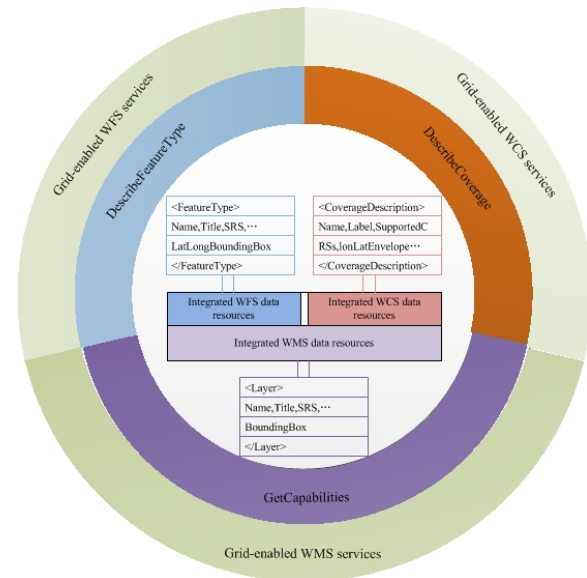 Grid-enabled WFS services
Grid-enabled WCS services
DescribeFeatureType
DescribeCoverage
<FeatureType>
Name,Title,SRS,⋯
LatLongBoundingBox
</FeatureType>
<CoverageDescription>
Name,Label,SupportedC
RSs,lonLatEnvelope⋯
</CoverageDescription>
Integrated WFS data
resources
Integrated WCS data
resources
Integrated WMS data resources
<Layer>
Name,Title,SRS,⋯
BoundingBox
</Layer>
GetCapabilities
Grid-enabled WMS services